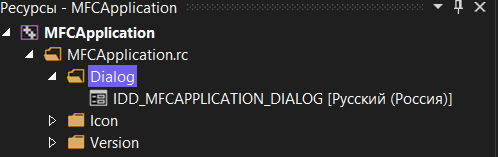 Ресурсы - MFCApplication
MFCApplication
MFCApplication.rc
Dialog
IDD_MFCAPPLICATION_DIALOG [Русский (Россия)]
Icon
Version